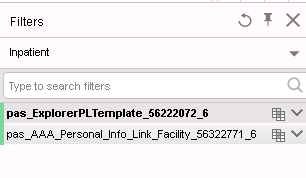 Filters
Inpatient
Type to search filters
pas_ExplorerPLTemplate_56222072_6
pas_AAA_Personal_Info_Link_Facility_56322771_6